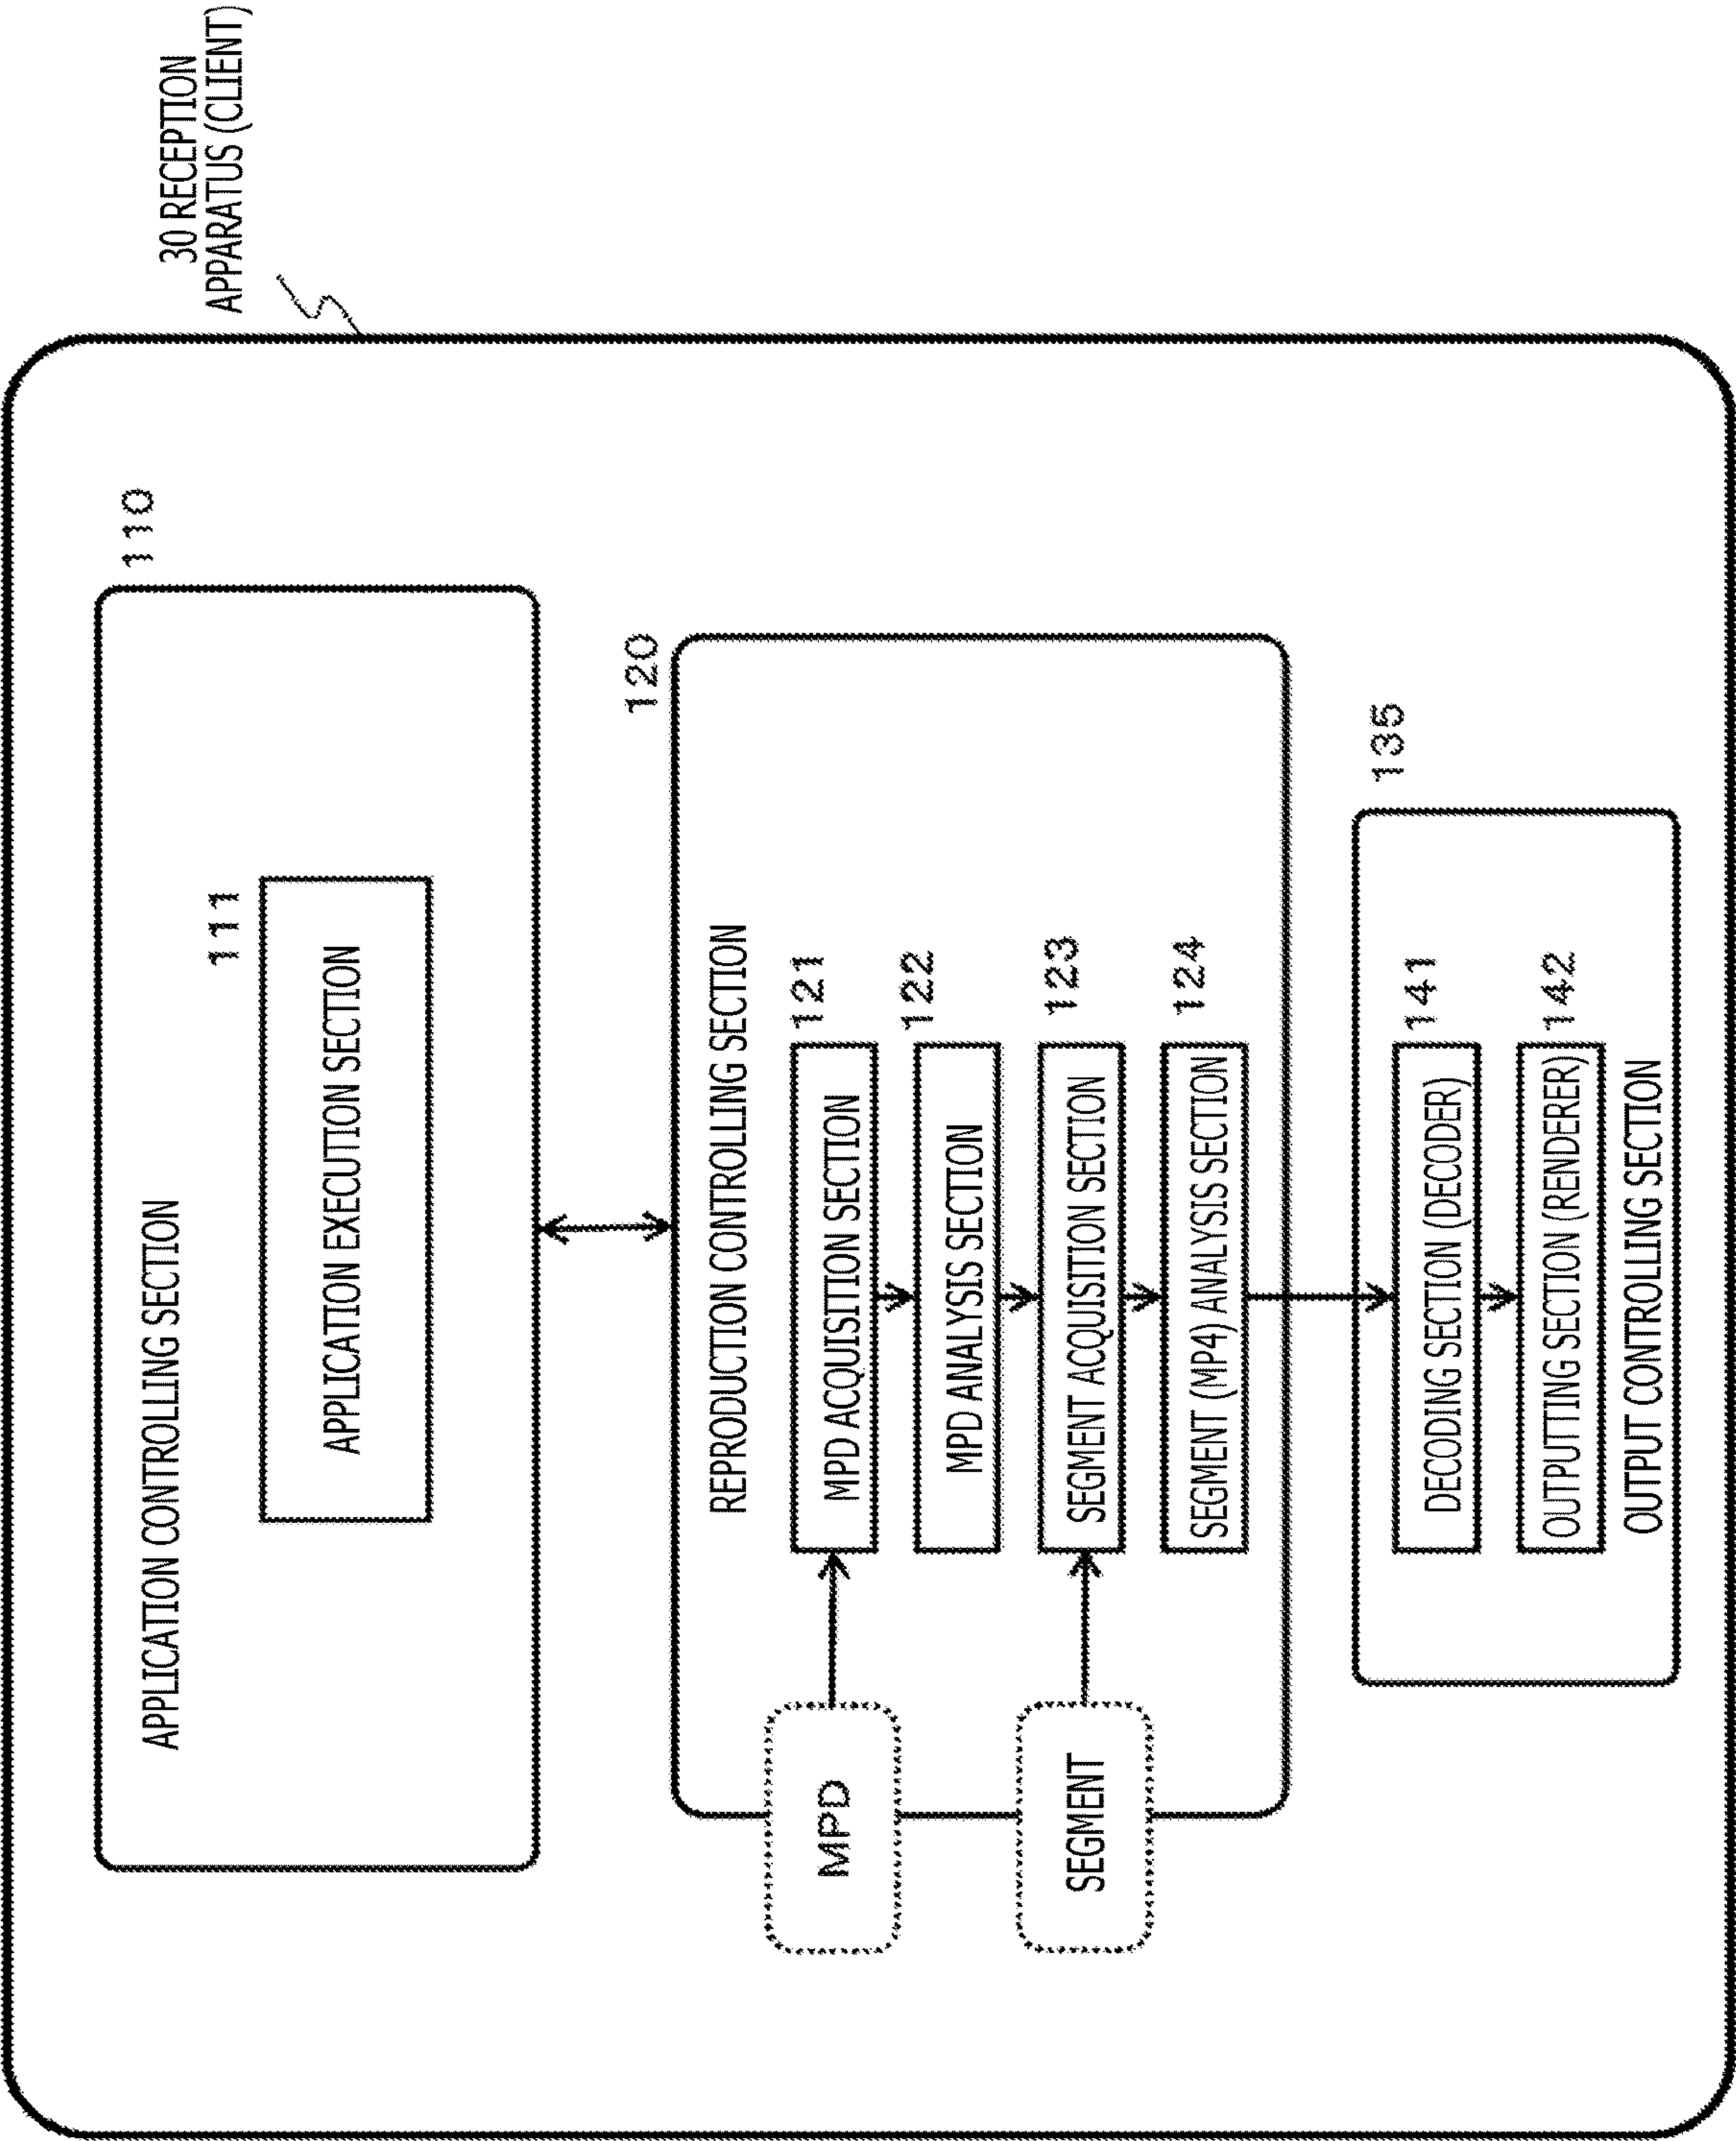 30 RECEPTION
APPARATUS (CLIENT)
110
APPLICATION CONTROLLING SECTION
111
APPLICATION EXECUTION SECTION
120
REPRODUCTION CONTROLLING SECTION
121
MPD
MPD ACQUISITION SECTION
122
MPD ANALYSIS SECTION
123
SEGMENT
SEGMENT ACQUISITION SECTION
124
SEGMENT (MP4) ANALYSIS SECTION
135
141
DECODING SECTION (DECODER)
142
OUTPUTTING SECTION (RENDERER)
OUTPUT CONTROLLING SECTION